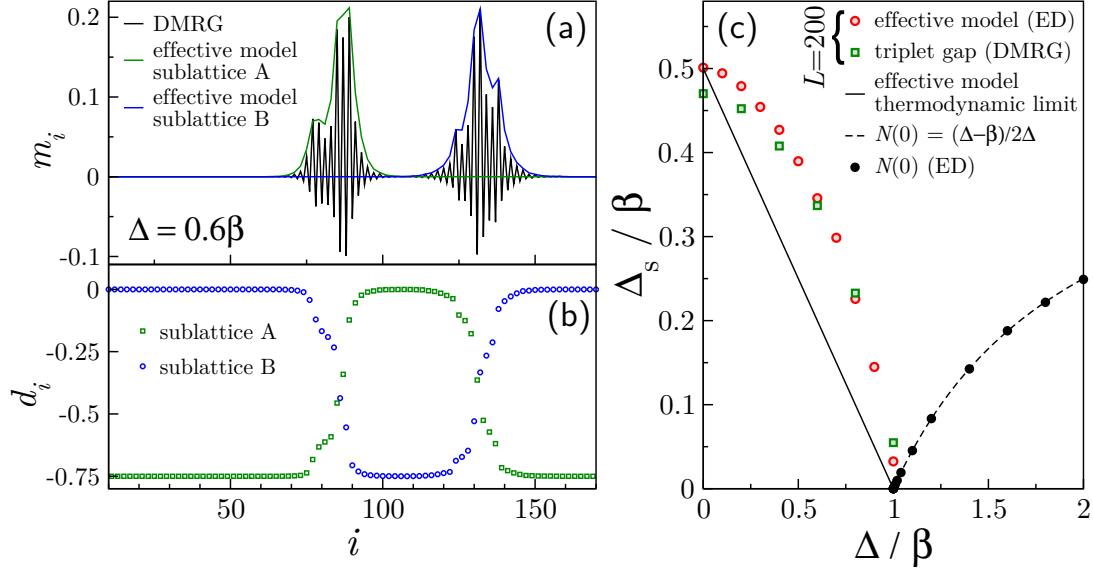 (a)
0.2
0.1
0
-0.1
m_i
DMRG
effective model
sublattice A
effective model
sublattice B
Δ = 0.6β
(b)
0
-0.25
-0.5
-0.75
d_i
sublattice A
sublattice B
50
100
150
i
(c)
L=200
effective model (ED)
triplet gap (DMRG)
effective model
thermodynamic limit
N(0) = (Δ−β)/2Δ
N(0) (ED)
0.5
0.4
0.3
0.2
0.1
0
Δ_s / β
0
0.5
1
1.5
2
Δ / β